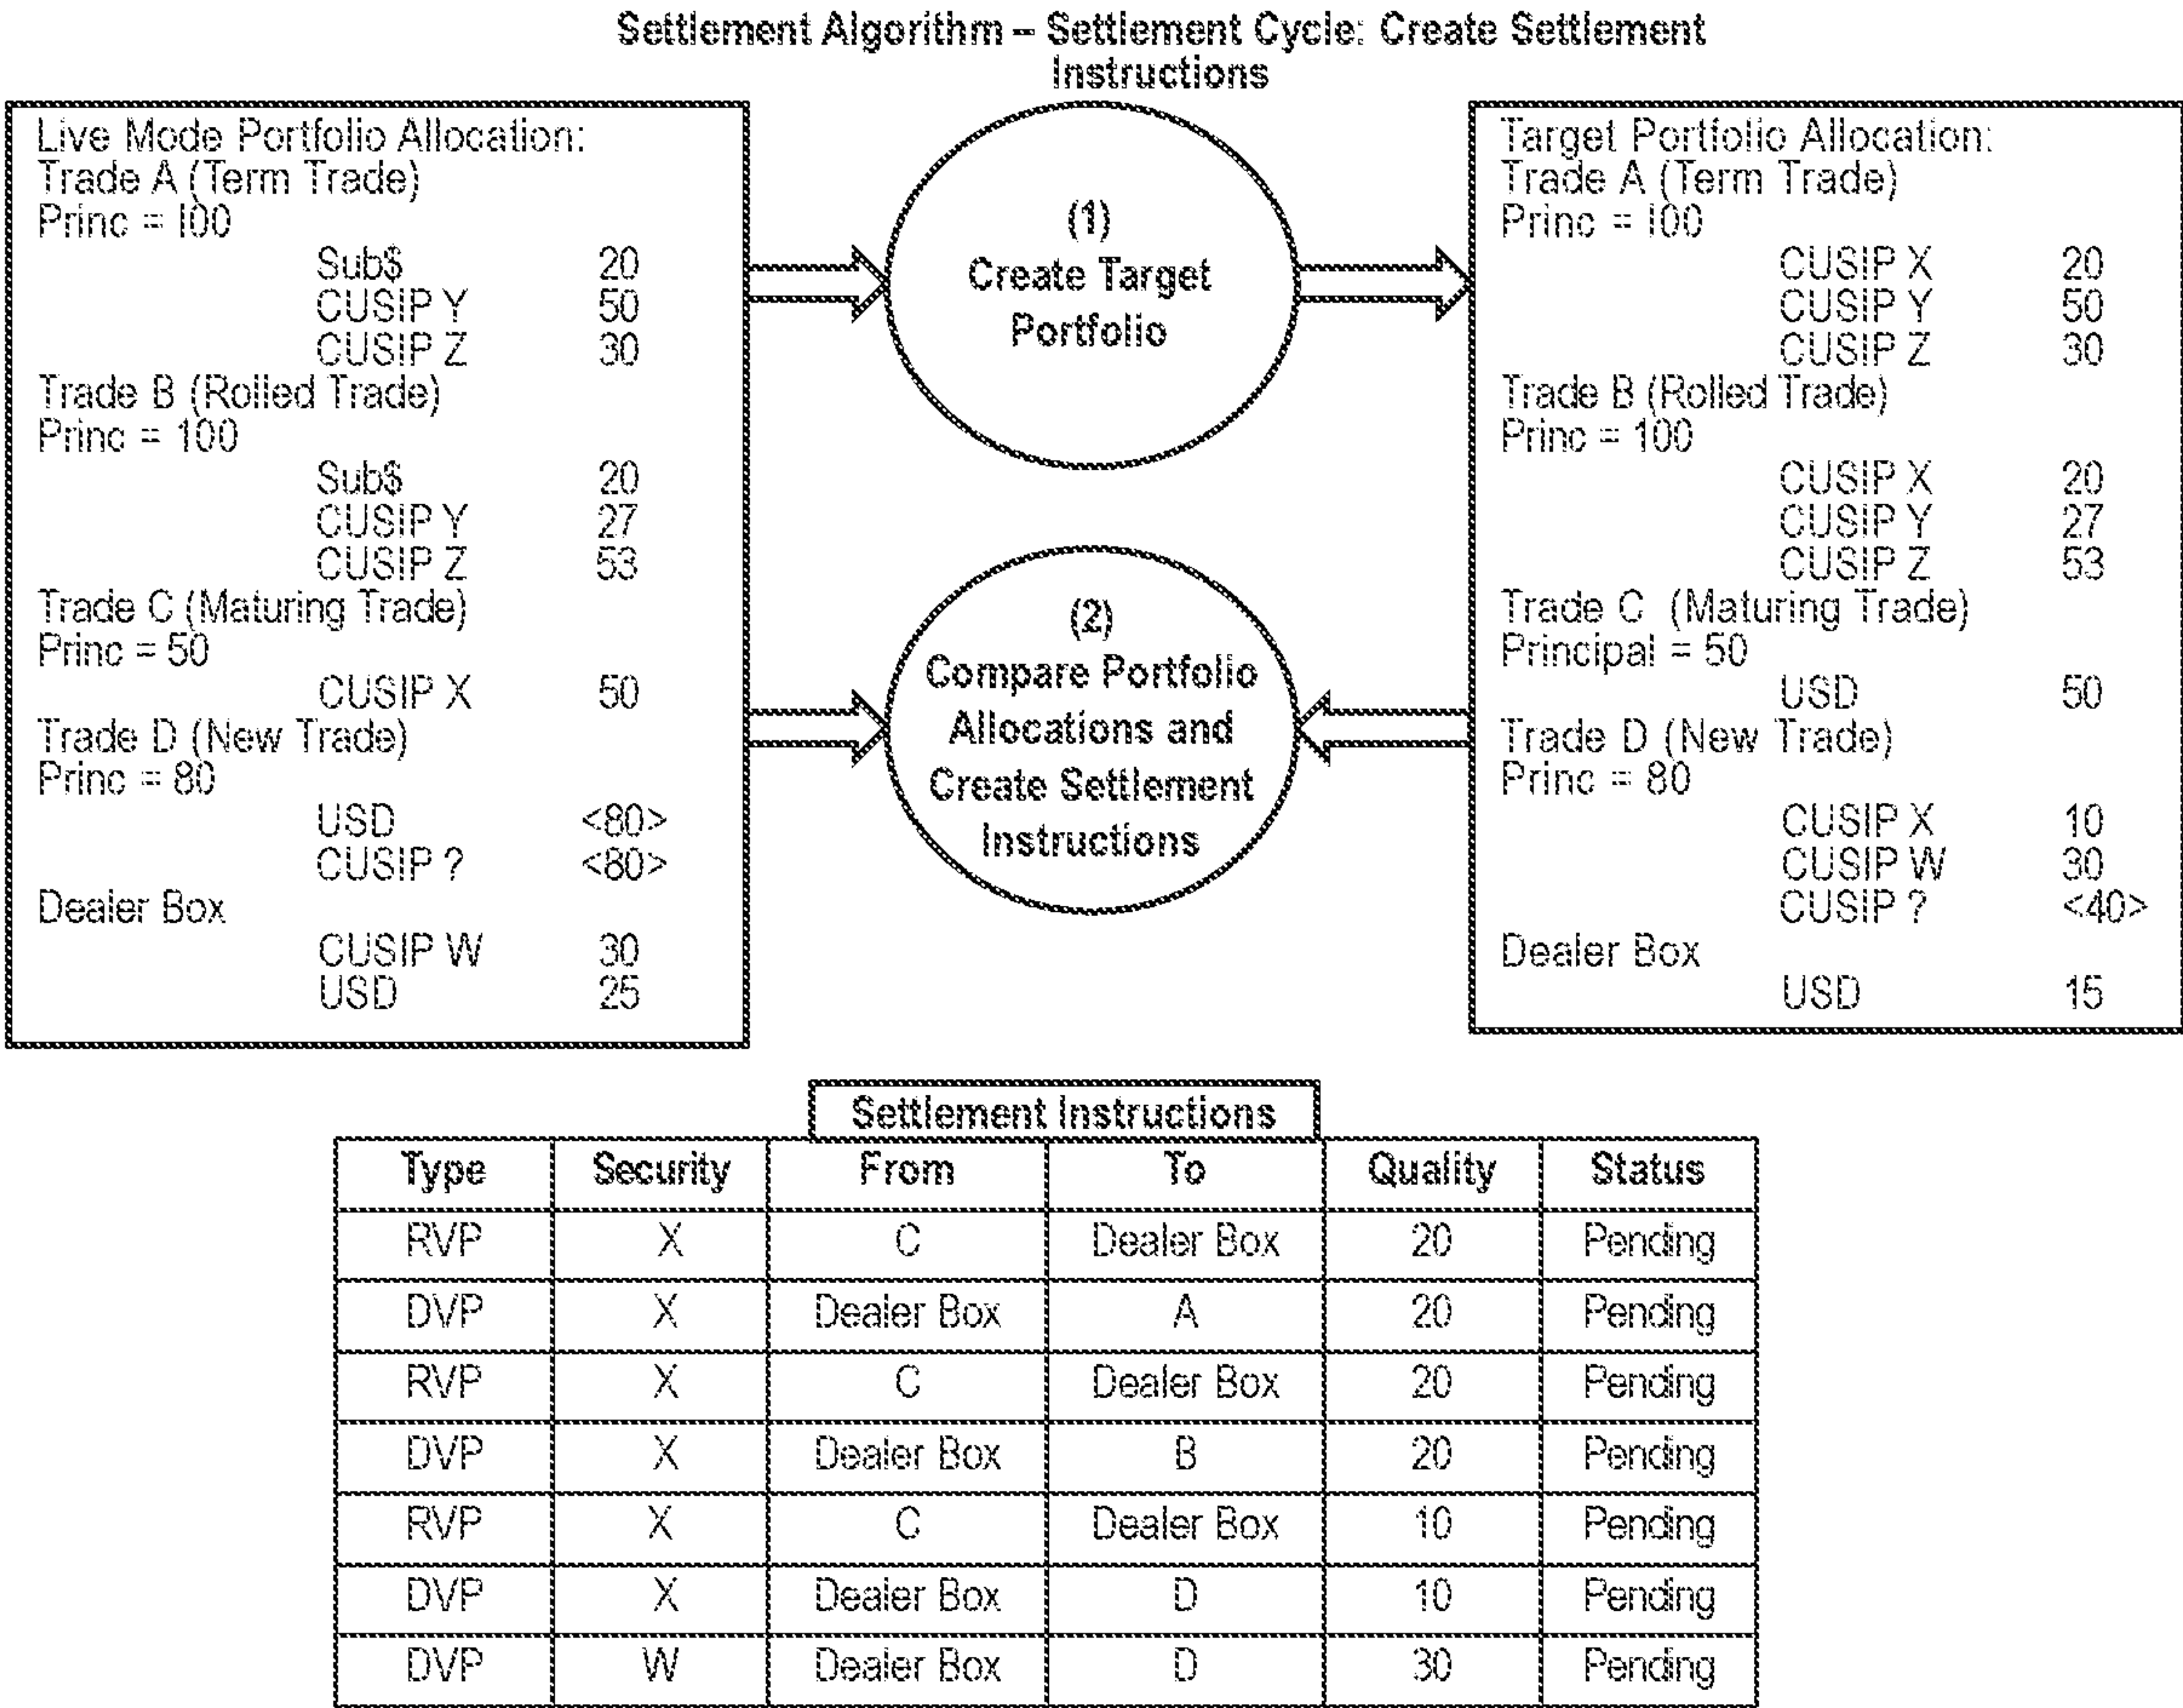 Settlement Algorithm – Settlement Cycle: Create Settlement
Instructions
Live Mode Portfolio Allocation:
Trade A (Term Trade)
Princ = I00
Sub$ 20
CUSIP Y 50
CUSIP Z 30
Trade B (Rolled Trade)
Princ = 100
Sub$ 20
CUSIP Y 27
CUSIP Z 53
Trade C (Maturing Trade)
Princ = 50
CUSIP X 50
Trade D (New Trade)
Princ = 80
USD <80>
CUSIP ? <80>
Dealer Box
CUSIP W 30
USD 25
(1)
Create Target
Portfolio
(2)
Compare Portfolio
Allocations and
Create Settlement
Instructions
Target Portfolio Allocation:
Trade A (Term Trade)
Princ = I00
CUSIP X 20
CUSIP Y 50
CUSIP Z 30
Trade B (Rolled Trade)
Princ = 100
CUSIP X 20
CUSIP Y 27
CUSIP Z 53
Trade C (Maturing Trade)
Principal = 50
USD 50
Trade D (New Trade)
Princ = 80
CUSIP X 10
CUSIP W 30
CUSIP ? <40>
Dealer Box
USD 15
Settlement Instructions
Type Security From To Quality Status
RVP X C Dealer Box 20 Pending
DVP X Dealer Box A 20 Pending
RVP X C Dealer Box 20 Pending
DVP X Dealer Box B 20 Pending
RVP X C Dealer Box 10 Pending
DVP X Dealer Box D 10 Pending
DVP W Dealer Box D 30 Pending